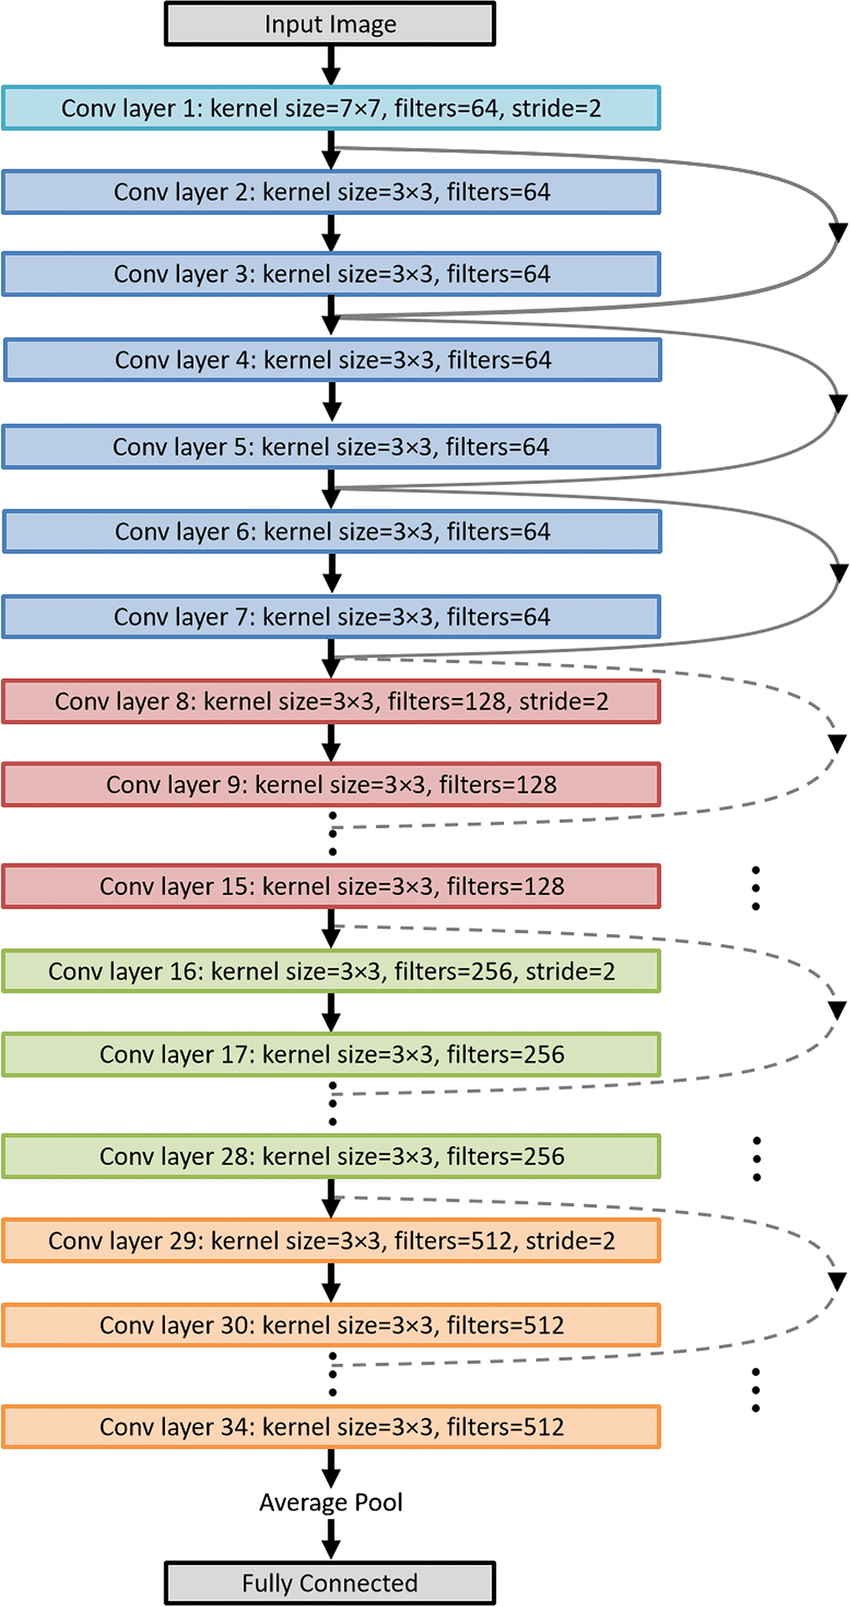 Input Image
Conv layer 1: kernel size=7×7, filters=64, stride=2
Conv layer 2: kernel size=3×3, filters=64
Conv layer 3: kernel size=3×3, filters=64
Conv layer 4: kernel size=3×3, filters=64
Conv layer 5: kernel size=3×3, filters=64
Conv layer 6: kernel size=3×3, filters=64
Conv layer 7: kernel size=3×3, filters=64
Conv layer 8: kernel size=3×3, filters=128, stride=2
Conv layer 9: kernel size=3×3, filters=128
Conv layer 15: kernel size=3×3, filters=128
Conv layer 16: kernel size=3×3, filters=256, stride=2
Conv layer 17: kernel size=3×3, filters=256
Conv layer 28: kernel size=3×3, filters=256
Conv layer 29: kernel size=3×3, filters=512, stride=2
Conv layer 30: kernel size=3×3, filters=512
Conv layer 34: kernel size=3×3, filters=512
Average Pool
Fully Connected